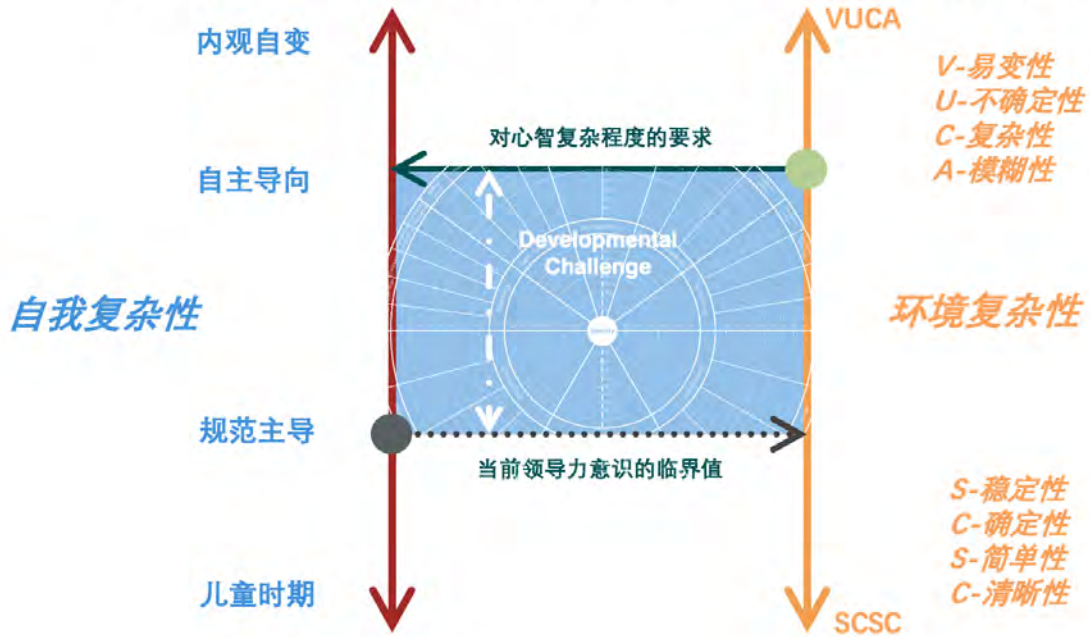 内观自变
VUCA
V-易变性
U-不确定性
C-复杂性
A-模糊性
对心智复杂程度的要求
自主导向
Developmental
Challenge
自我复杂性
环境复杂性
规范主导
当前领导力意识的临界值
S-稳定性
C-确定性
S-简单性
C-清晰性
儿童时期
SCSC